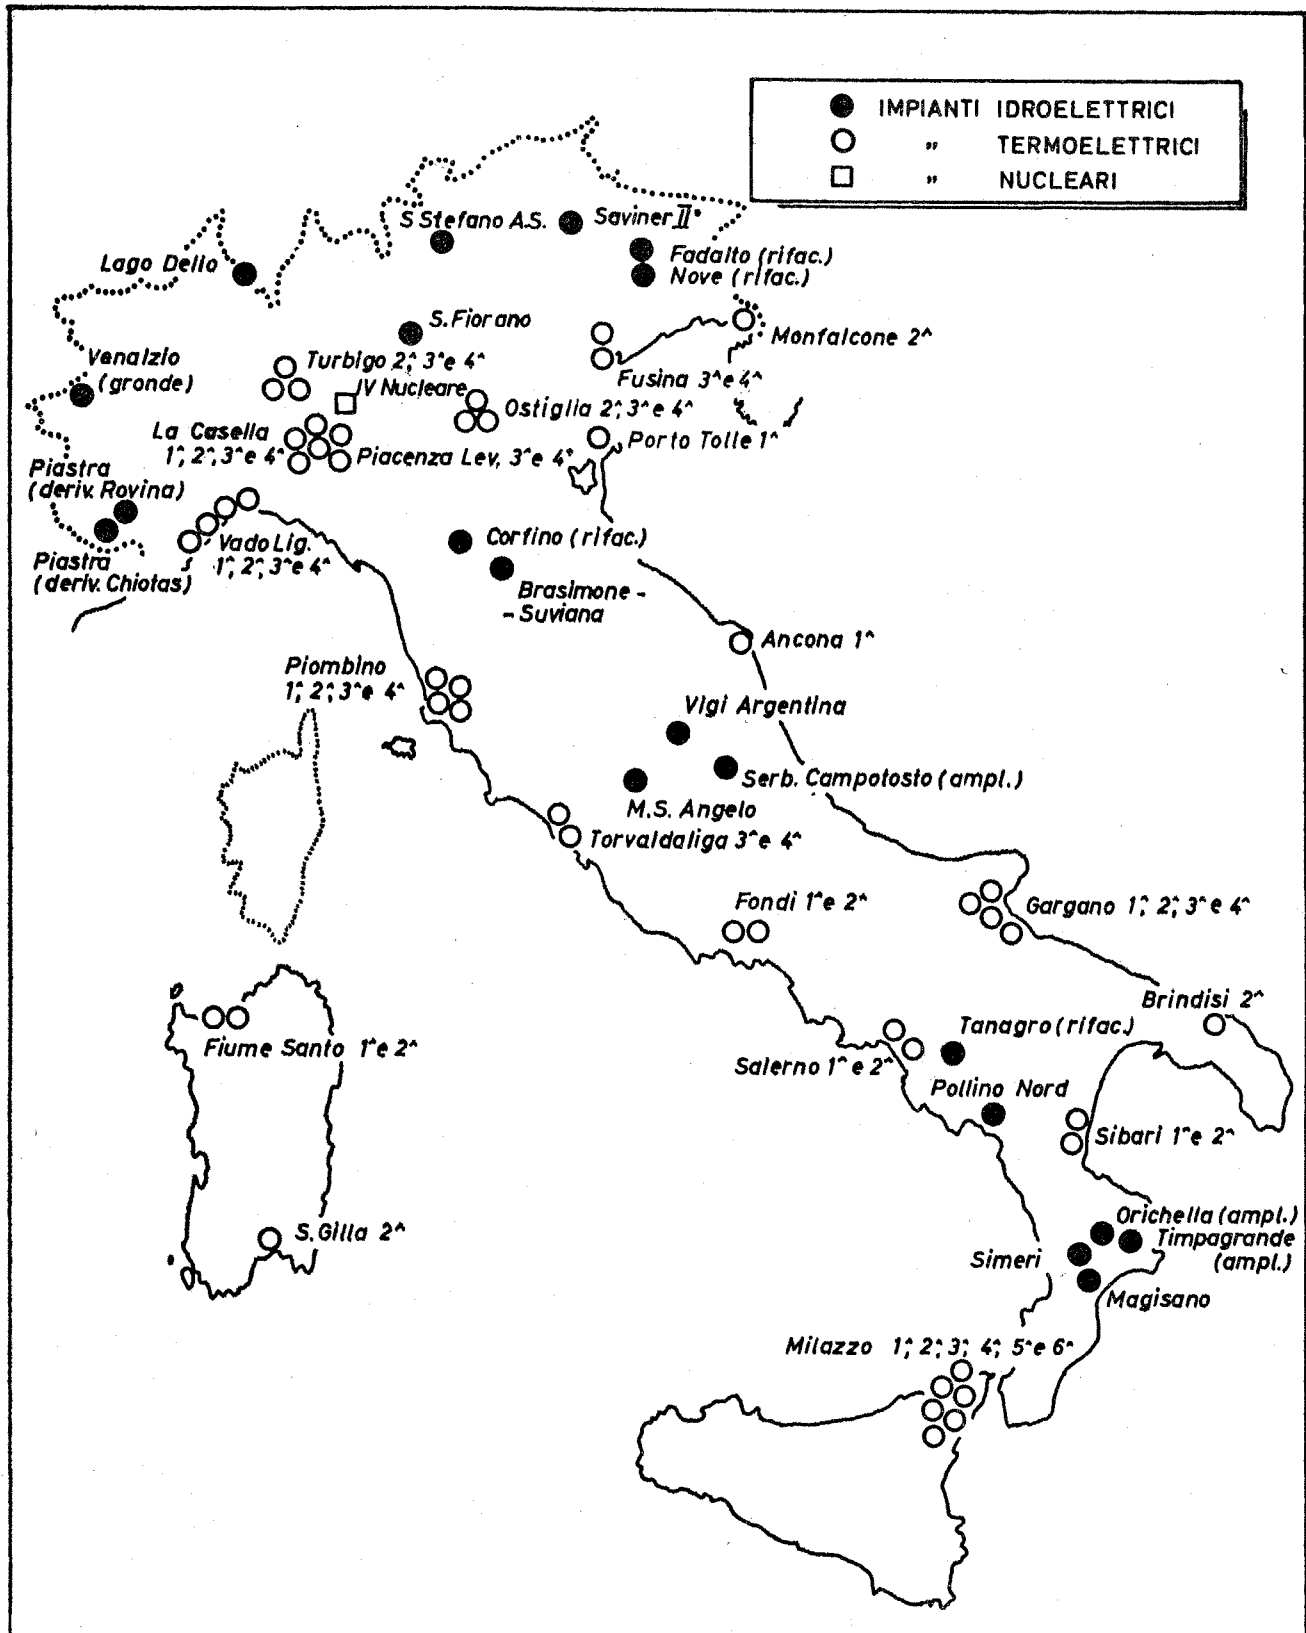 IMPIANTI IDROELETTRICI
" TERMOELETTRICI
" NUCLEARI
S Stefano A.S.
Saviner II°
Fadalto (rifac.)
Nove (rifac.)
Lago Dello
S. Fiorano
Monfalcone 2^
Venalzio
(gronde)
Turbigo 2^, 3^ e 4^
IV Nucleare
Fusina 3^ e 4^
Ostiglia 2^, 3^ e 4^
La Casella
1^, 2^, 3^ e 4^
Piacenza Lev. 3^ e 4^
Porto Tolle 1^
Piastra
(deriv. Rovina)
Piastra
(deriv. Chiotas)
Vado Lig.
1^, 2^, 3^ e 4^
Corfino (rifac.)
Brasimone -
- Suviana
Ancona 1^
Piombino
1^, 2^, 3^ e 4^
Vigi Argentina
Serb. Campotosto (ampl.)
M.S. Angelo
Torvaldaliga 3^ e 4^
Fondi 1^ e 2^
Gargano 1^, 2^, 3^ e 4^
Brindisi 2^
Fiume Santo 1^ e 2^
Tanagro (rifac.)
Salerno 1^ e 2^
Pollino Nord
Sibari 1^ e 2^
S. Gilla 2^
Orichella (ampl.)
Timpagrande
(ampl.)
Simeri
Magisano
Milazzo 1^, 2^, 3^, 4^, 5^ e 6^